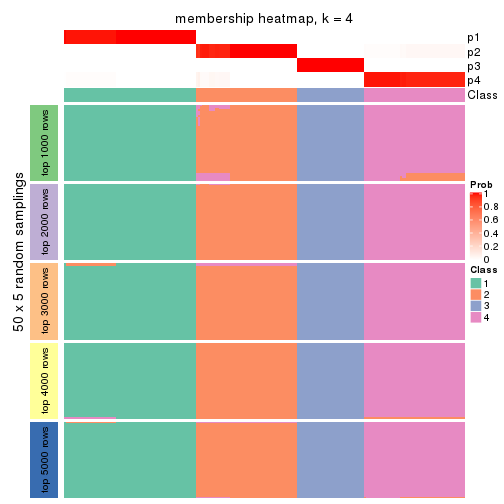 membership heatmap, k = 4
p1
p2
p3
p4
Class
50 x 5 random samplings
top 1000 rows
top 2000 rows
top 3000 rows
top 4000 rows
top 5000 rows
Prob
1
0.8
0.6
0.4
0.2
0
Class
1
2
3
4